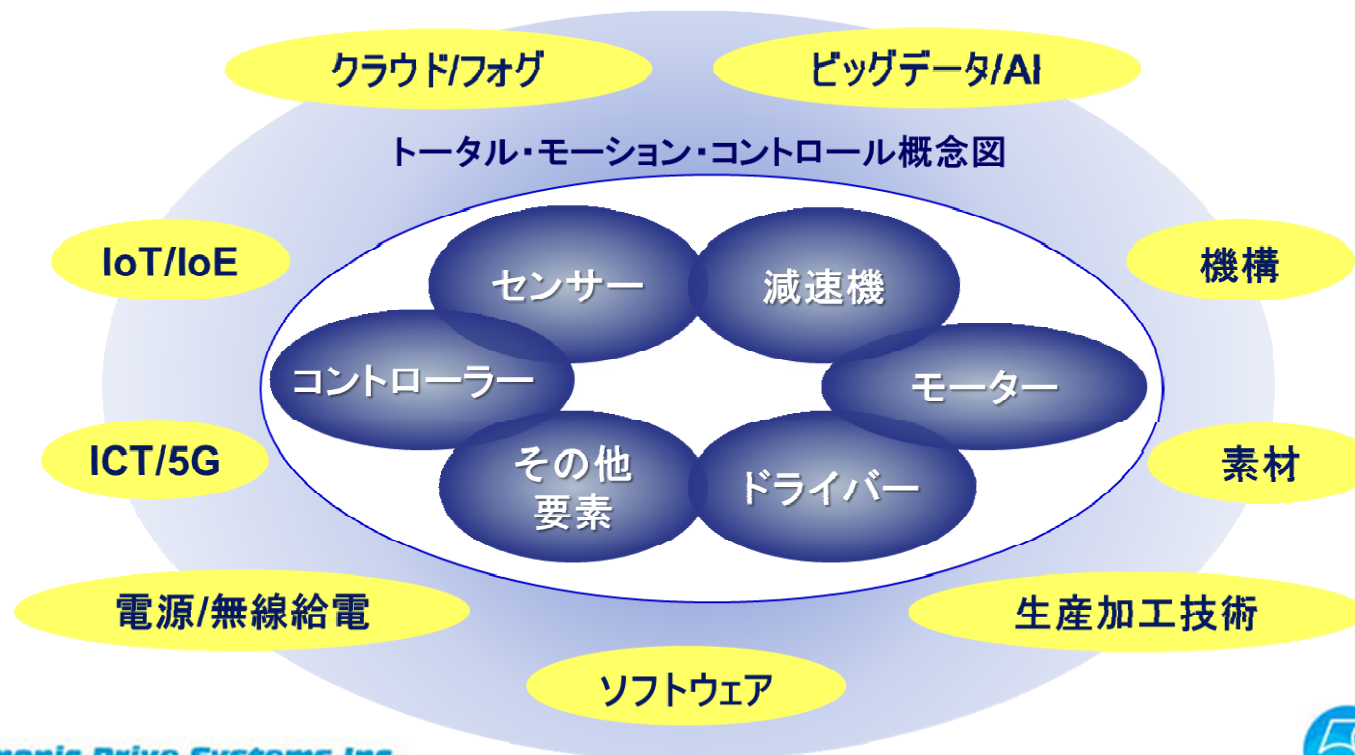 クラウド/フォグ
ビッグデータ/AI
トータル・モーション・コントロール概念図
IoT/IoE
機構
センサー
減速機
コントローラー
モーター
ICT/5G
素材
その他
要素
ドライバー
電源/無線給電
生産加工技術
ソフトウェア
Drive Systems Inc